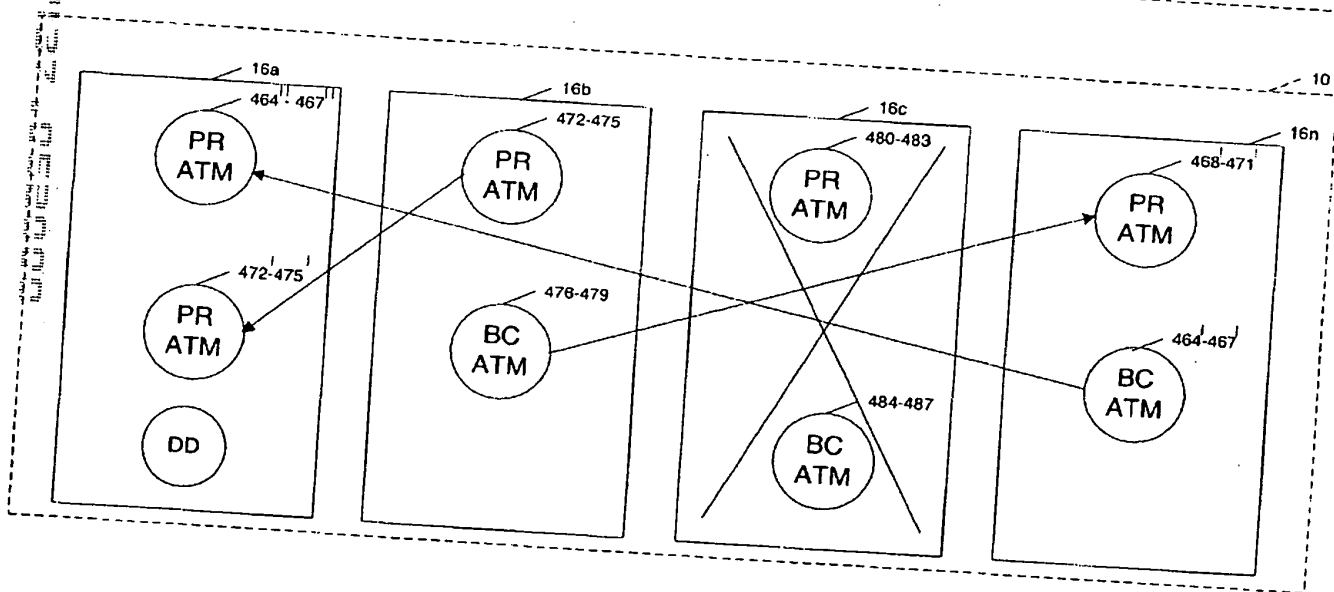 10
16a
464''-467''
PR
ATM
472'-475'
PR
ATM
DD
16b
472-475
PR
ATM
476-479
BC
ATM
16c
480-483
PR
ATM
484-487
BC
ATM
16n
468'-471'
PR
ATM
464'-467'
BC
ATM